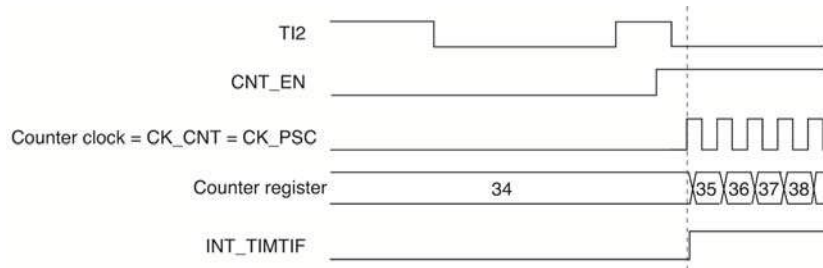 TI2
CNT_EN
Counter clock = CK_CNT = CK_PSC
Counter register 34 35 36 37 38
INT_TIMTIF